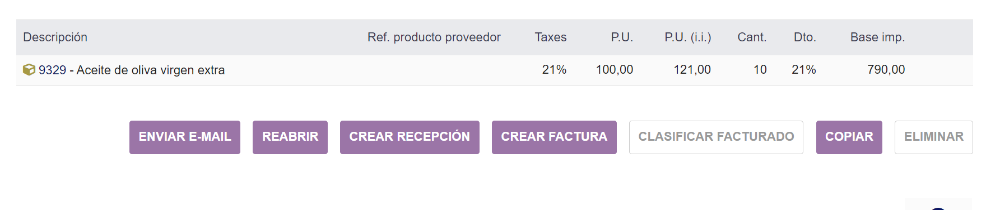 Descripción Ref. producto proveedor Taxes P.U. P.U. (i.i.) Cant. Dto. Base imp.
9329 - Aceite de oliva virgen extra 21% 100,00 121,00 10 21% 790,00
ENVIAR E-MAIL REABRIR CREAR RECEPCIÓN CREAR FACTURA CLASIFICAR FACTURADO COPIAR ELIMINAR